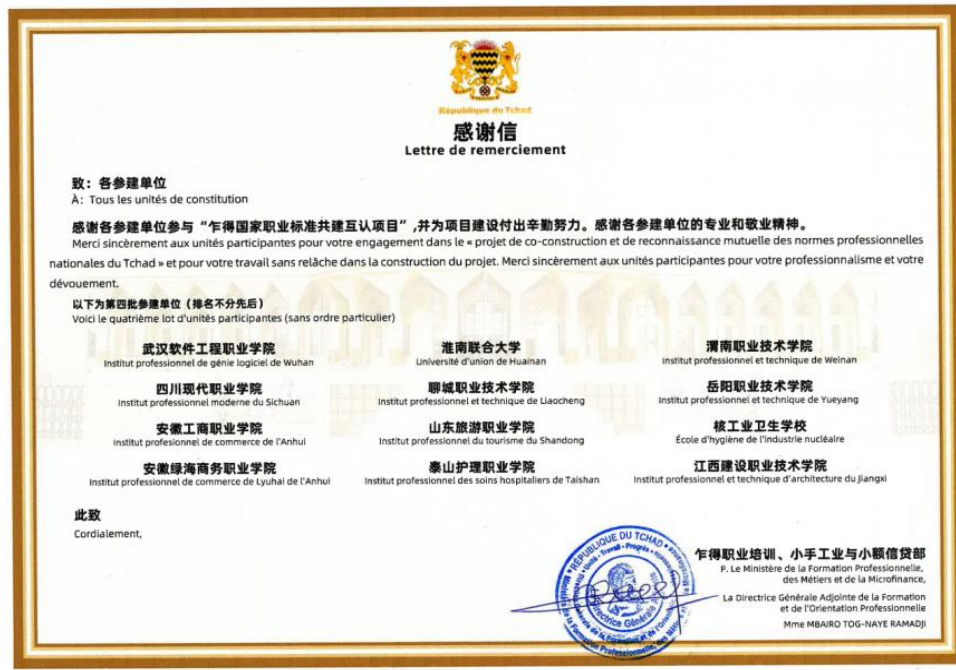 République du Tchad
感谢信
Lettre de remerciement
致：各参建单位
À: Tous les unités de constitution
感谢各参建单位参与“乍得国家职业标准共建互认项目”,并为项目建设付出辛勤努力。感谢各参建单位的专业和敬业精神。
Merci sincèrement aux unités participantes pour votre engagement dans le « projet de co-construction et de reconnaissance mutuelle des normes professionnelles
nationales du Tchad » et pour votre travail sans relâche dans la construction du projet. Merci sincèrement aux unités participantes pour votre professionnalisme et votre
dévouement.
以下为第四批参建单位（排名不分先后）
Voici le quatrième lot d'unités participantes (sans ordre particulier)
武汉软件工程职业学院
Institut professionnel de génie logiciel de Wuhan
淮南联合大学
Université d'union de Huainan
渭南职业技术学院
Institut professionnel et technique de Weinan
四川现代职业学院
Institut professionnel moderne du Sichuan
聊城职业技术学院
Institut professionnel et technique de Liaocheng
岳阳职业技术学院
Institut professionnel et technique de Yueyang
安徽工商职业学院
Institut profesionnel de commerce de l'Anhui
山东旅游职业学院
Institut professionnel du tourisme du Shandong
核工业卫生学校
École d'hygiène de l'industrie nucléaire
安徽绿海商务职业学院
Institut professionnel de commerce de Lyuhai de l'Anhui
泰山护理职业学院
Institut professionnel des soins hospitaliers de Taishan
江西建设职业技术学院
Institut professionnel et technique d'architecture du Jiangxi
此致
Cordialement,
乍得职业培训、小手工业与小额信贷部
P. Le Ministère de la Formation Professionnelle,
des Métiers et de la Microfinance,
La Directrice Générale Adjointe de la Formation
et de l'Orientation Professionnelle
Mme MBAIRO TOG-NAYE RAMADJI
RÉPUBLIQUE DU TCHAD
Unité - Travail - Progrès
Directrice Générale